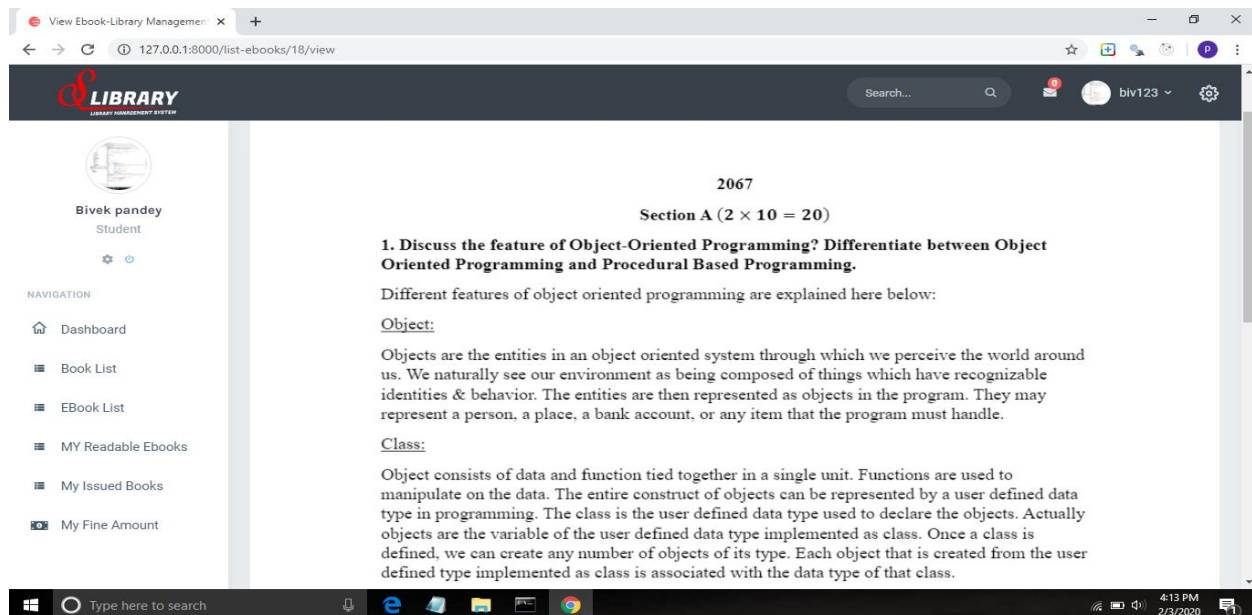 View Ebook-Library Managemen
127.0.0.1:8000/list-ebooks/18/view
P
LIBRARY
LIBRARY MANAGEMENT SYSTEM
Search...
0
biv123
Bivek pandey
Student
NAVIGATION
Dashboard
Book List
EBook List
MY Readable Ebooks
My Issued Books
My Fine Amount
2067
Section A (2 × 10 = 20)
1. Discuss the feature of Object-Oriented Programming? Differentiate between Object
Oriented Programming and Procedural Based Programming.
Different features of object oriented programming are explained here below:
Object:
Objects are the entities in an object oriented system through which we perceive the world around
us. We naturally see our environment as being composed of things which have recognizable
identities & behavior. The entities are then represented as objects in the program. They may
represent a person, a place, a bank account, or any item that the program must handle.
Class:
Object consists of data and function tied together in a single unit. Functions are used to
manipulate on the data. The entire construct of objects can be represented by a user defined data
type in programming. The class is the user defined data type used to declare the objects. Actually
objects are the variable of the user defined data type implemented as class. Once a class is
defined, we can create any number of objects of its type. Each object that is created from the user
defined type implemented as class is associated with the data type of that class.
Type here to search
4:13 PM
2/3/2020